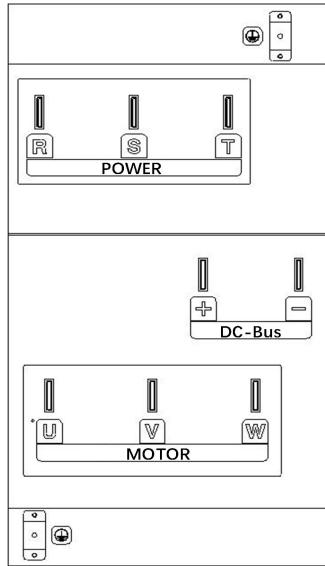 R S T
POWER
+ −
DC-Bus
U V W
MOTOR